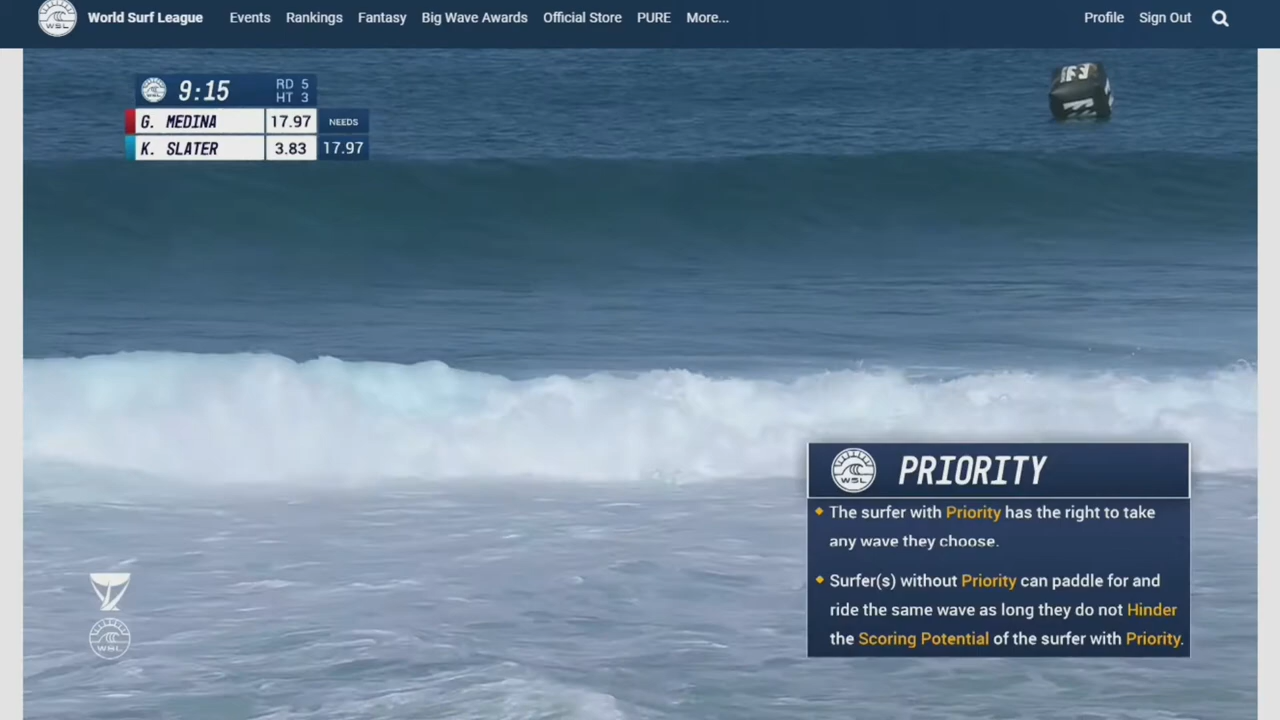 World Surf League Events Rankings Fantasy Big Wave Awards Official Store PURE More... Profile Sign Out
WSL
9:15 RD 5
HT 3
G. MEDINA 17.97 NEEDS
K. SLATER 3.83 17.97
WSL PRIORITY
The surfer with Priority has the right to take
any wave they choose.
Surfer(s) without Priority can paddle for and
ride the same wave as long they do not Hinder
the Scoring Potential of the surfer with Priority.
WSL